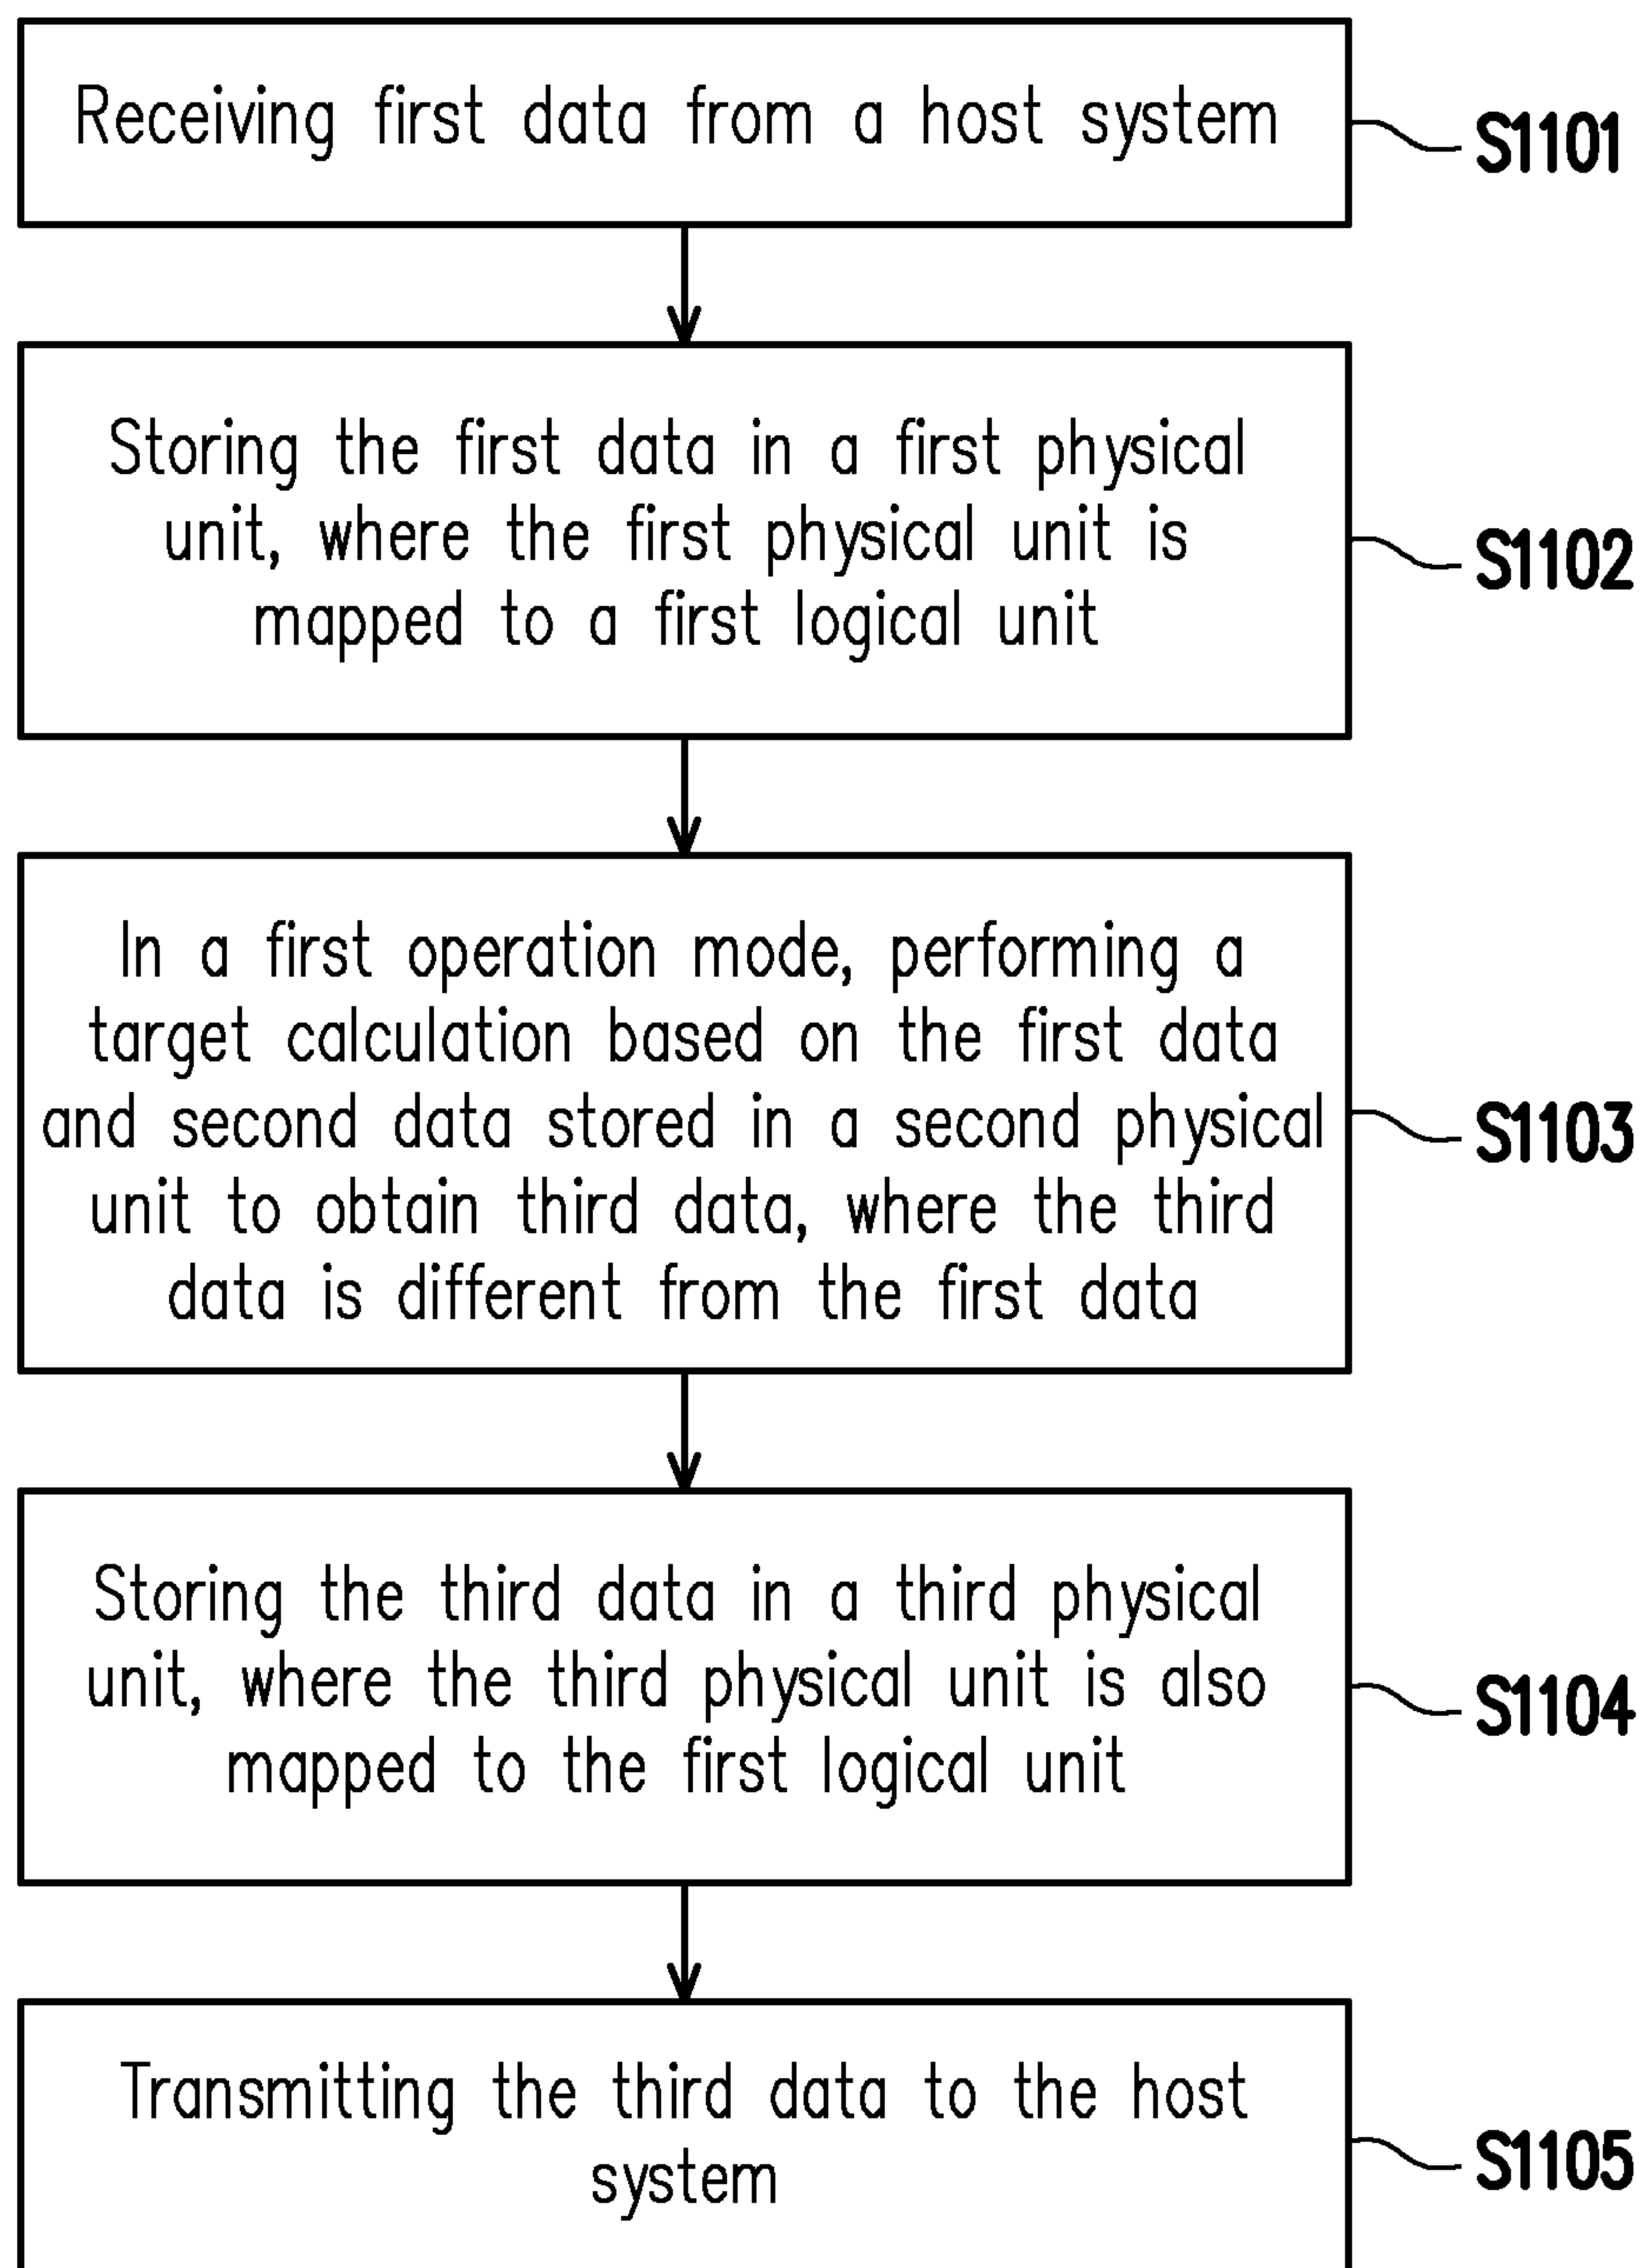 Receiving first data from a host system
S1101
Storing the first data in a first physical
unit, where the first physical unit is
mapped to a first logical unit
S1102
In a first operation mode, performing a
target calculation based on the first data
and second data stored in a second physical
unit to obtain third data, where the third
data is different from the first data
S1103
Storing the third data in a third physical
unit, where the third physical unit is also
mapped to the first logical unit
S1104
Transmitting the third data to the host
system
S1105